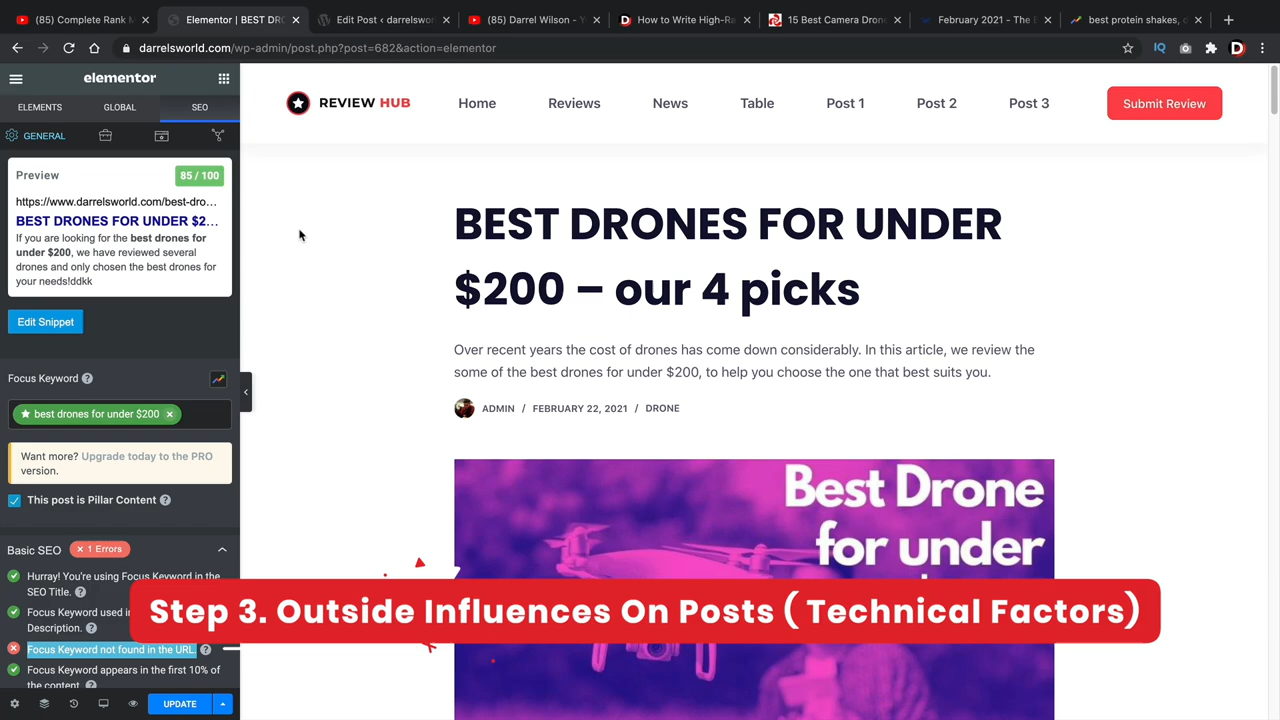 (85) Complete Rank M
Elementor | BEST DRO
Edit Post ‹ darrelsworl
(85) Darrel Wilson - Y
How to Write High-Ra
15 Best Camera Drone
February 2021 - The B
best protein shakes, d
darrelsworld.com/wp-admin/post.php?post=682&action=elementor
elementor
ELEMENTS GLOBAL SEO
GENERAL
Preview 85 / 100
https://www.darrelsworld.com/best-dro...
BEST DRONES FOR UNDER $2...
If you are looking for the best drones for
under $200, we have reviewed several
drones and only chosen the best drones for
your needs!ddkk
Edit Snippet
Focus Keyword
best drones for under $200
Want more? Upgrade today to the PRO
version.
This post is Pillar Content
Basic SEO × 1 Errors
Hurray! You're using Focus Keyword in the
SEO Title.
Focus Keyword used in
Description.
Focus Keyword not found in the URL.
Focus Keyword appears in the first 10% of
the content.
UPDATE
REVIEW HUB
Home Reviews News Table Post 1 Post 2 Post 3
Submit Review
BEST DRONES FOR UNDER
$200 – our 4 picks
Over recent years the cost of drones has come down considerably. In this article, we review the
some of the best drones for under $200, to help you choose the one that best suits you.
ADMIN / FEBRUARY 22, 2021 / DRONE
Best Drone
for under
Step 3. Outside Influences On Posts ( Technical Factors)